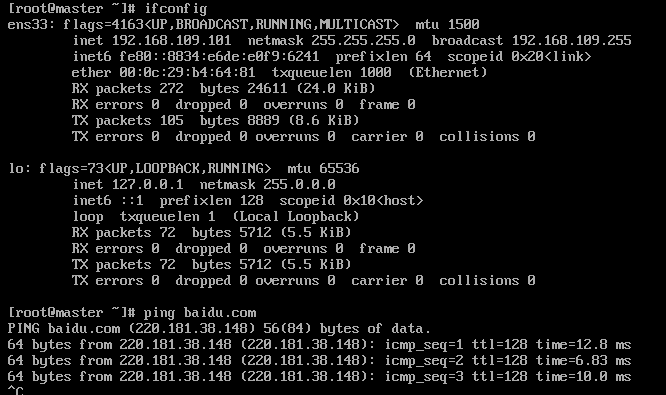 [root@master ~]# ifconfig
ens33: flags=4163<UP,BROADCAST,RUNNING,MULTICAST>  mtu 1500
        inet 192.168.109.101  netmask 255.255.255.0  broadcast 192.168.109.255
        inet6 fe80::8834:e6de:e0f9:6241  prefixlen 64  scopeid 0x20<link>
        ether 00:0c:29:b4:64:81  txqueuelen 1000  (Ethernet)
        RX packets 272  bytes 24611 (24.0 KiB)
        RX errors 0  dropped 0  overruns 0  frame 0
        TX packets 105  bytes 8889 (8.6 KiB)
        TX errors 0  dropped 0 overruns 0  carrier 0  collisions 0

lo: flags=73<UP,LOOPBACK,RUNNING>  mtu 65536
        inet 127.0.0.1  netmask 255.0.0.0
        inet6 ::1  prefixlen 128  scopeid 0x10<host>
        loop  txqueuelen 1  (Local Loopback)
        RX packets 72  bytes 5712 (5.5 KiB)
        RX errors 0  dropped 0  overruns 0  frame 0
        TX packets 72  bytes 5712 (5.5 KiB)
        TX errors 0  dropped 0 overruns 0  carrier 0  collisions 0

[root@master ~]# ping baidu.com
PING baidu.com (220.181.38.148) 56(84) bytes of data.
64 bytes from 220.181.38.148 (220.181.38.148): icmp_seq=1 ttl=128 time=12.8 ms
64 bytes from 220.181.38.148 (220.181.38.148): icmp_seq=2 ttl=128 time=6.83 ms
64 bytes from 220.181.38.148 (220.181.38.148): icmp_seq=3 ttl=128 time=10.0 ms
^C